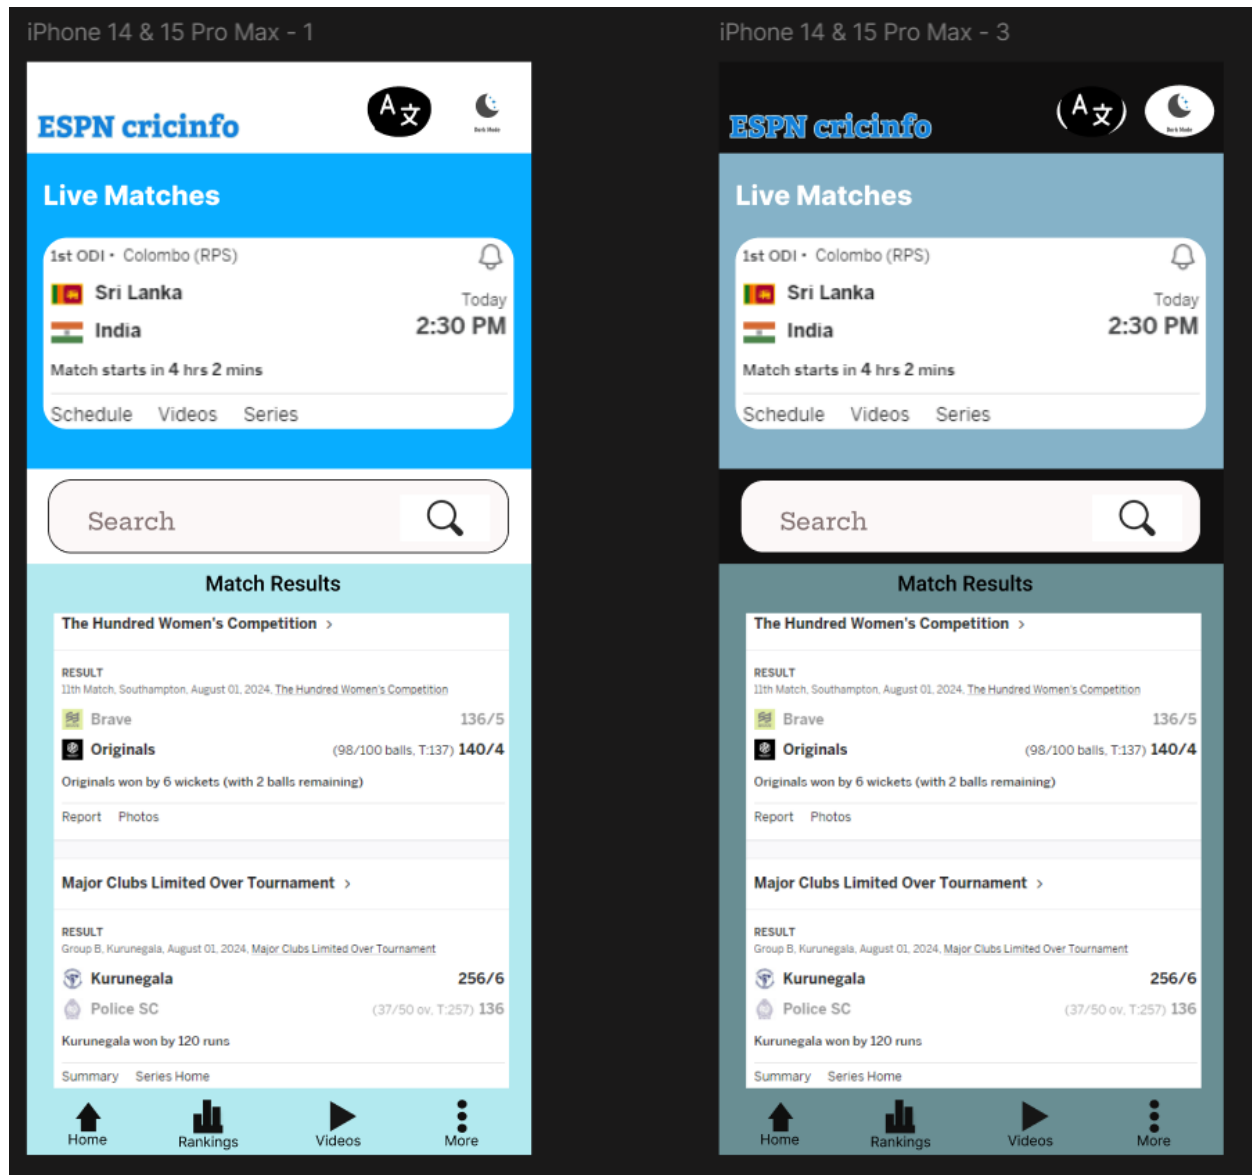 iPhone 14 & 15 Pro Max - 1
ESPN cricinfo
A文
Dark Mode
Live Matches
1st ODI • Colombo (RPS)
Sri Lanka
India
Today
2:30 PM
Match starts in 4 hrs 2 mins
Schedule Videos Series
Search
Match Results
The Hundred Women's Competition >
RESULT
11th Match, Southampton, August 01, 2024, The Hundred Women's Competition
Brave 136/5
Originals (98/100 balls, T:137) 140/4
Originals won by 6 wickets (with 2 balls remaining)
Report Photos
Major Clubs Limited Over Tournament >
RESULT
Group B, Kurunegala, August 01, 2024, Major Clubs Limited Over Tournament
Kurunegala 256/6
Police SC (37/50 ov, T:257) 136
Kurunegala won by 120 runs
Summary Series Home
Home Rankings Videos More
iPhone 14 & 15 Pro Max - 3
ESPN cricinfo
A文
Dark Mode
Live Matches
1st ODI • Colombo (RPS)
Sri Lanka
India
Today
2:30 PM
Match starts in 4 hrs 2 mins
Schedule Videos Series
Search
Match Results
The Hundred Women's Competition >
RESULT
11th Match, Southampton, August 01, 2024, The Hundred Women's Competition
Brave 136/5
Originals (98/100 balls, T:137) 140/4
Originals won by 6 wickets (with 2 balls remaining)
Report Photos
Major Clubs Limited Over Tournament >
RESULT
Group B, Kurunegala, August 01, 2024, Major Clubs Limited Over Tournament
Kurunegala 256/6
Police SC (37/50 ov, T:257) 136
Kurunegala won by 120 runs
Summary Series Home
Home Rankings Videos More